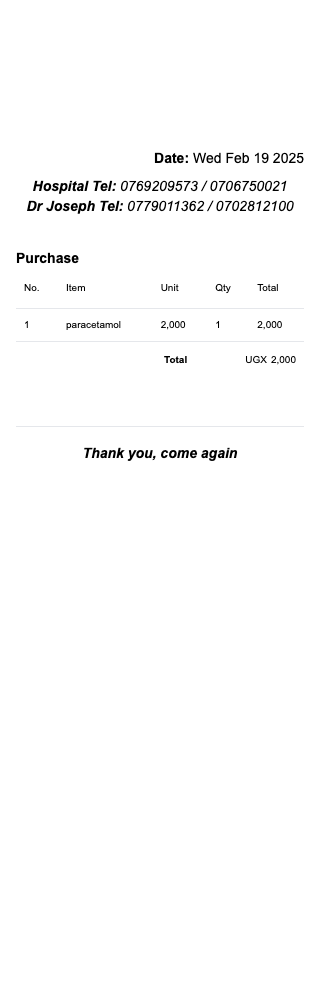 Date: Wed Feb 19 2025
Hospital Tel: 0769209573 / 0706750021
Dr Joseph Tel: 0779011362 / 0702812100
Purchase
No. Item Unit Qty Total
1 paracetamol 2,000 1 2,000
Total UGX 2,000
Thank you, come again